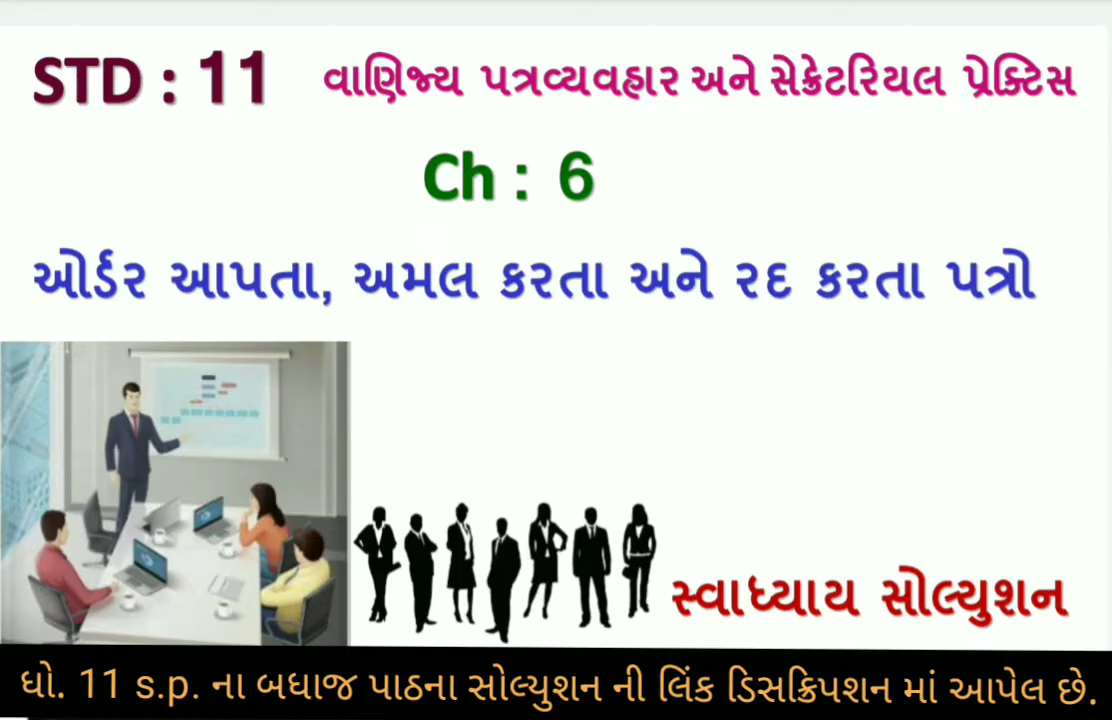 STD : 11 વાણિજ્ય પત્રવ્યવહાર અને સેક્રેટરિયલ પ્રેક્ટિસ
Ch : 6
ઓર્ડર આપતા, અમલ કરતા અને રદ કરતા પત્રો
સ્વાધ્યાય સોલ્યુશન
ધો. 11 s.p. ના બધાજ પાઠના સોલ્યુશન ની લિંક ડિસક્રિપશન માં આપેલ છે.